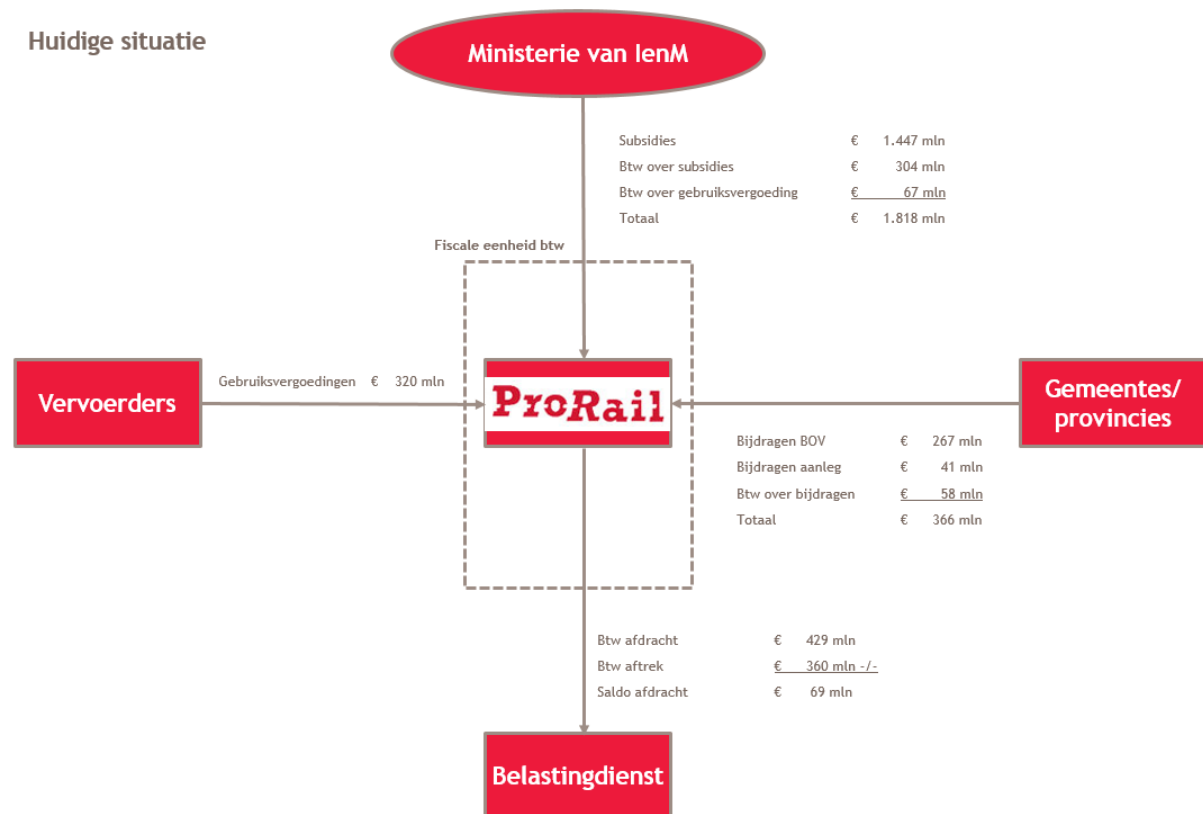 Huidige situatie
Ministerie van IenM
Subsidies € 1.447 mln
Btw over subsidies € 304 mln
Btw over gebruiksvergoeding € 67 mln
Totaal € 1.818 mln
Fiscale eenheid btw
Vervoerders
Gebruiksvergoedingen € 320 mln
ProRail
Gemeentes/
provincies
Bijdragen BOV € 267 mln
Bijdragen aanleg € 41 mln
Btw over bijdragen € 58 mln
Totaal € 366 mln
Btw afdracht € 429 mln
Btw aftrek € 360 mln -/-
Saldo afdracht € 69 mln
Belastingdienst